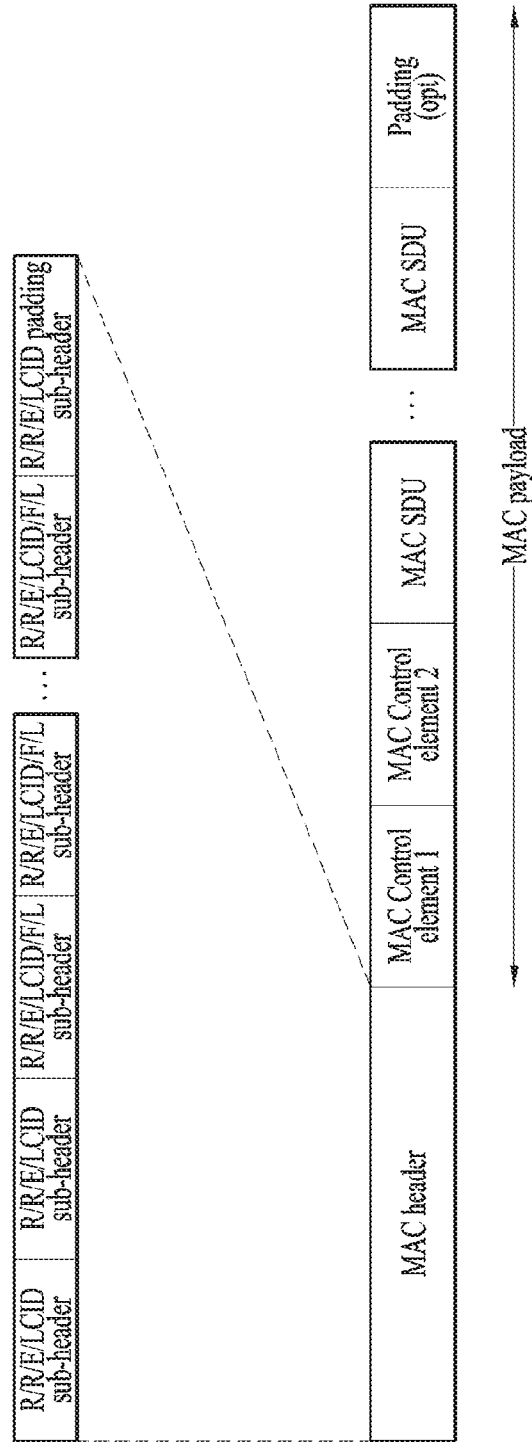 R/R/E/LCID
sub-header
R/R/E/LCID
sub-header
R/R/E/LCID/F/L
sub-header
R/R/E/LCID/F/L
sub-header
...
R/R/E/LCID/F/L
sub-header
R/R/E/LCID padding
sub-header
MAC header
MAC Control
element 1
MAC Control
element 2
MAC SDU
...
MAC SDU
Padding
(opi)
MAC payload